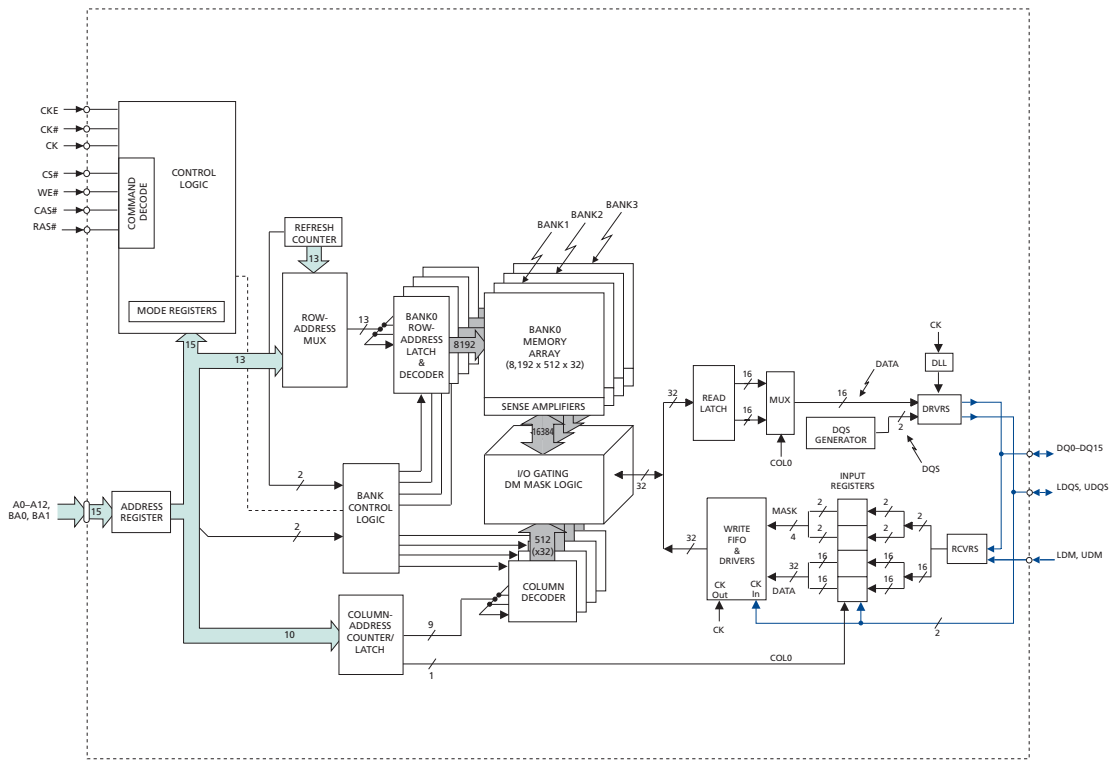 CKE
CK#
CK
CS#
WE#
CAS#
RAS#
COMMAND
DECODE
CONTROL
LOGIC
MODE REGISTERS
15
13
REFRESH
COUNTER
13
ROW-
ADDRESS
MUX
13
BANK0
ROW-
ADDRESS
LATCH
&
DECODER
8192
BANK1
BANK2
BANK3
BANK0
MEMORY
ARRAY
(8,192 x 512 x 32)
SENSE AMPLIFIERS
16384
I/O GATING
DM MASK LOGIC
32
512
(x32)
COLUMN
DECODER
A0–A12,
BA0, BA1
15
ADDRESS
REGISTER
2
2
BANK
CONTROL
LOGIC
10
COLUMN-
ADDRESS
COUNTER/
LATCH
9
1
COL0
32
READ
LATCH
16
16
MUX
COL0
16
DATA
DQS
GENERATOR
2
DQS
CK
DLL
DRVRS
DQ0–DQ15
LDQS, UDQS
LDM, UDM
32
WRITE
FIFO
&
DRIVERS
CK
Out
CK
In
CK
MASK
4
32
DATA
INPUT
REGISTERS
2
2
16
16
2
2
16
16
2
16
RCVRS
2